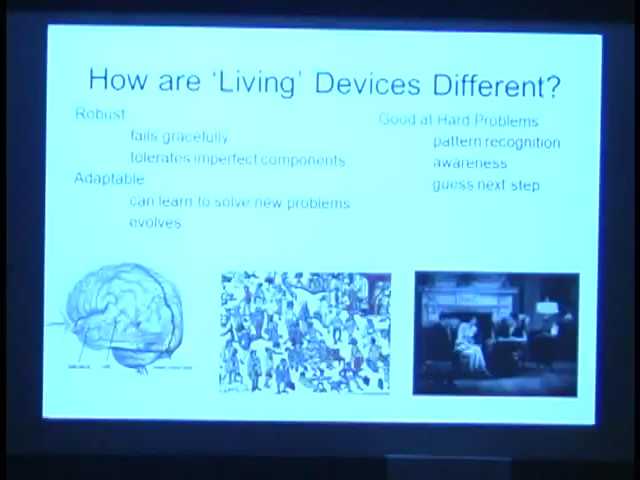 How are 'Living' Devices Different?
Robust
fails gracefully
tolerates imperfect components
Adaptable
can learn to solve new problems
evolves
Good at Hard Problems
pattern recognition
awareness
guess next step